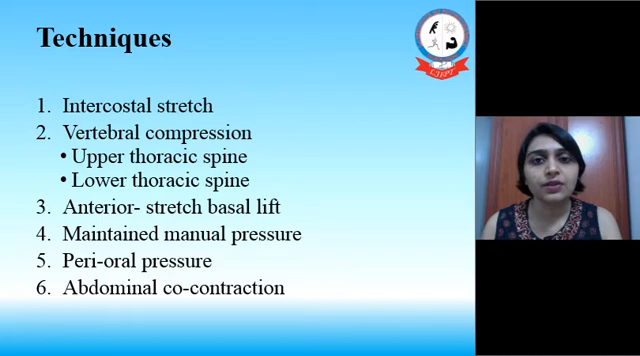 Techniques
1. Intercostal stretch
2. Vertebral compression
• Upper thoracic spine
• Lower thoracic spine
3. Anterior- stretch basal lift
4. Maintained manual pressure
5. Peri-oral pressure
6. Abdominal co-contraction